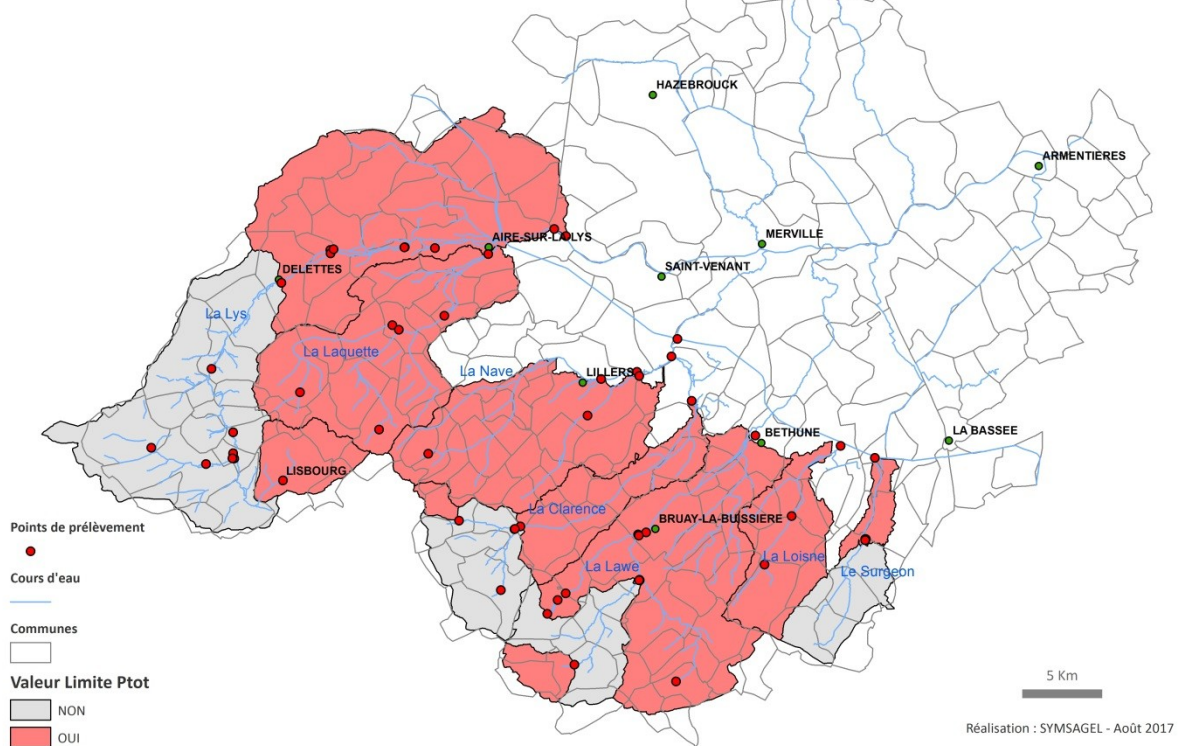 HAZEBROUCK
ARMENTIERES
AIRE-SUR-LA-LYS
MERVILLE
DELETTES
SAINT-VENANT
La Lys
La Laquette
La Nave
LILLERS
BETHUNE
LA BASSEE
LISBOURG
La Clarence
BRUAY-LA-BUISSIERE
La Loisne
La Lawe
Le Surgeon
Points de prélèvement
Cours d'eau
Communes
Valeur Limite Ptot
NON
OUI
5 Km
Réalisation : SYMSAGEL - Août 2017